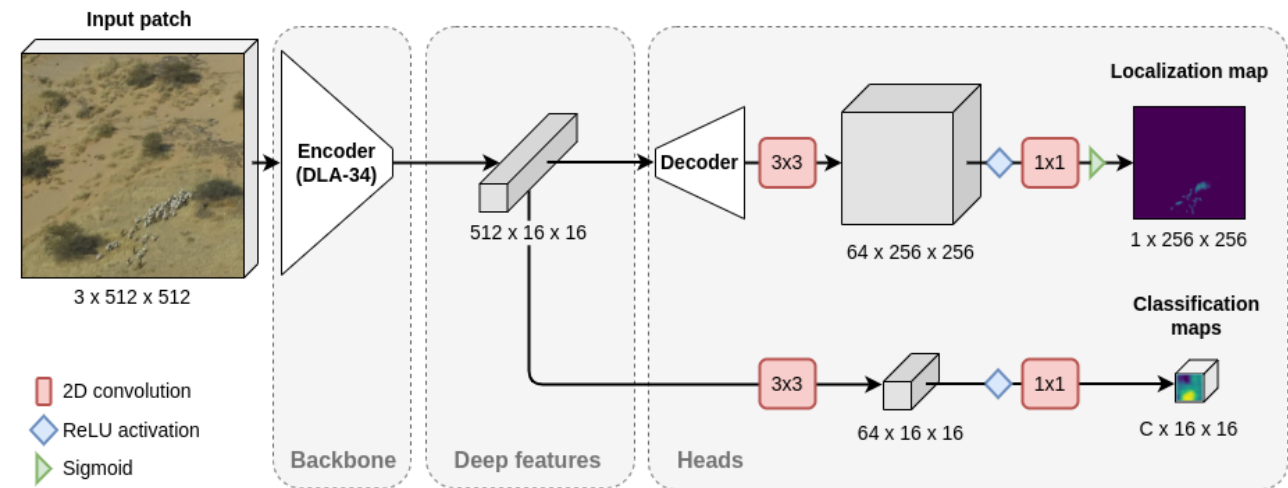 Input patch
3 x 512 x 512
2D convolution
ReLU activation
Sigmoid
Encoder
(DLA-34)
Backbone
512 x 16 x 16
Deep features
Decoder
3x3
64 x 256 x 256
1x1
Localization map
1 x 256 x 256
3x3
64 x 16 x 16
1x1
Classification
maps
C x 16 x 16
Heads